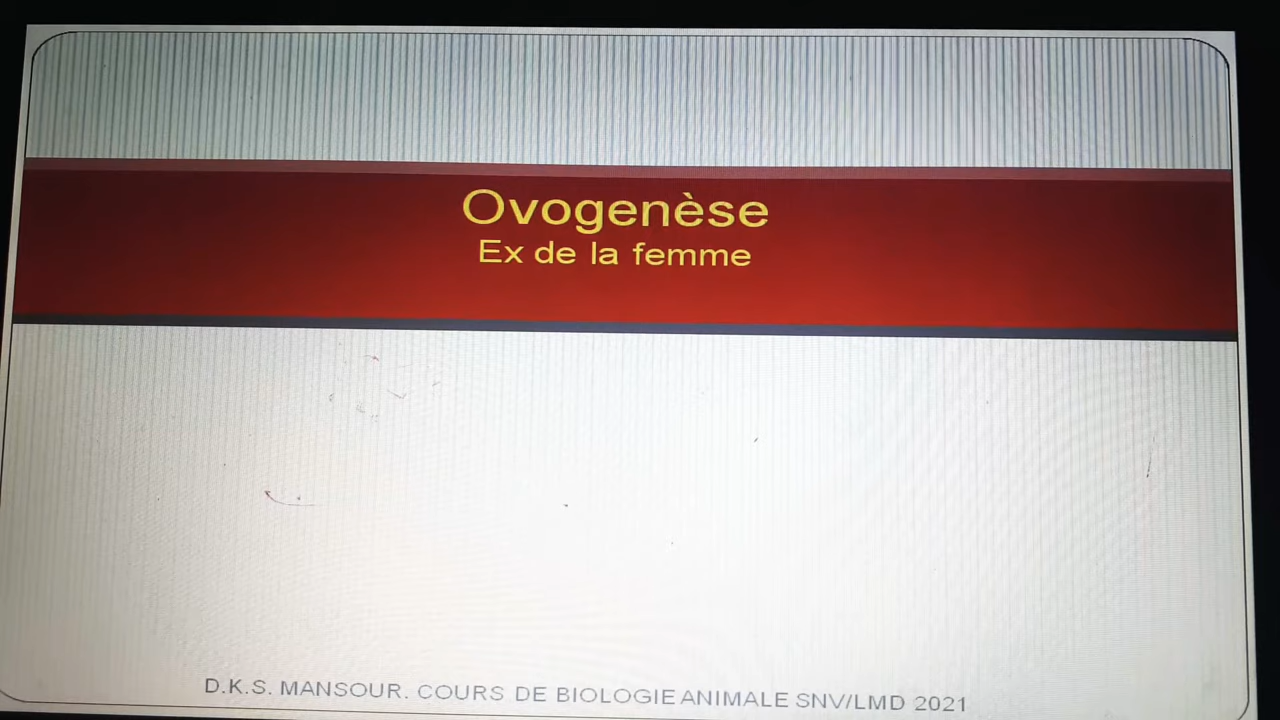 Ovogenèse
Ex de la femme
D.K.S. MANSOUR. COURS DE BIOLOGIE ANIMALE SNV/LMD 2021